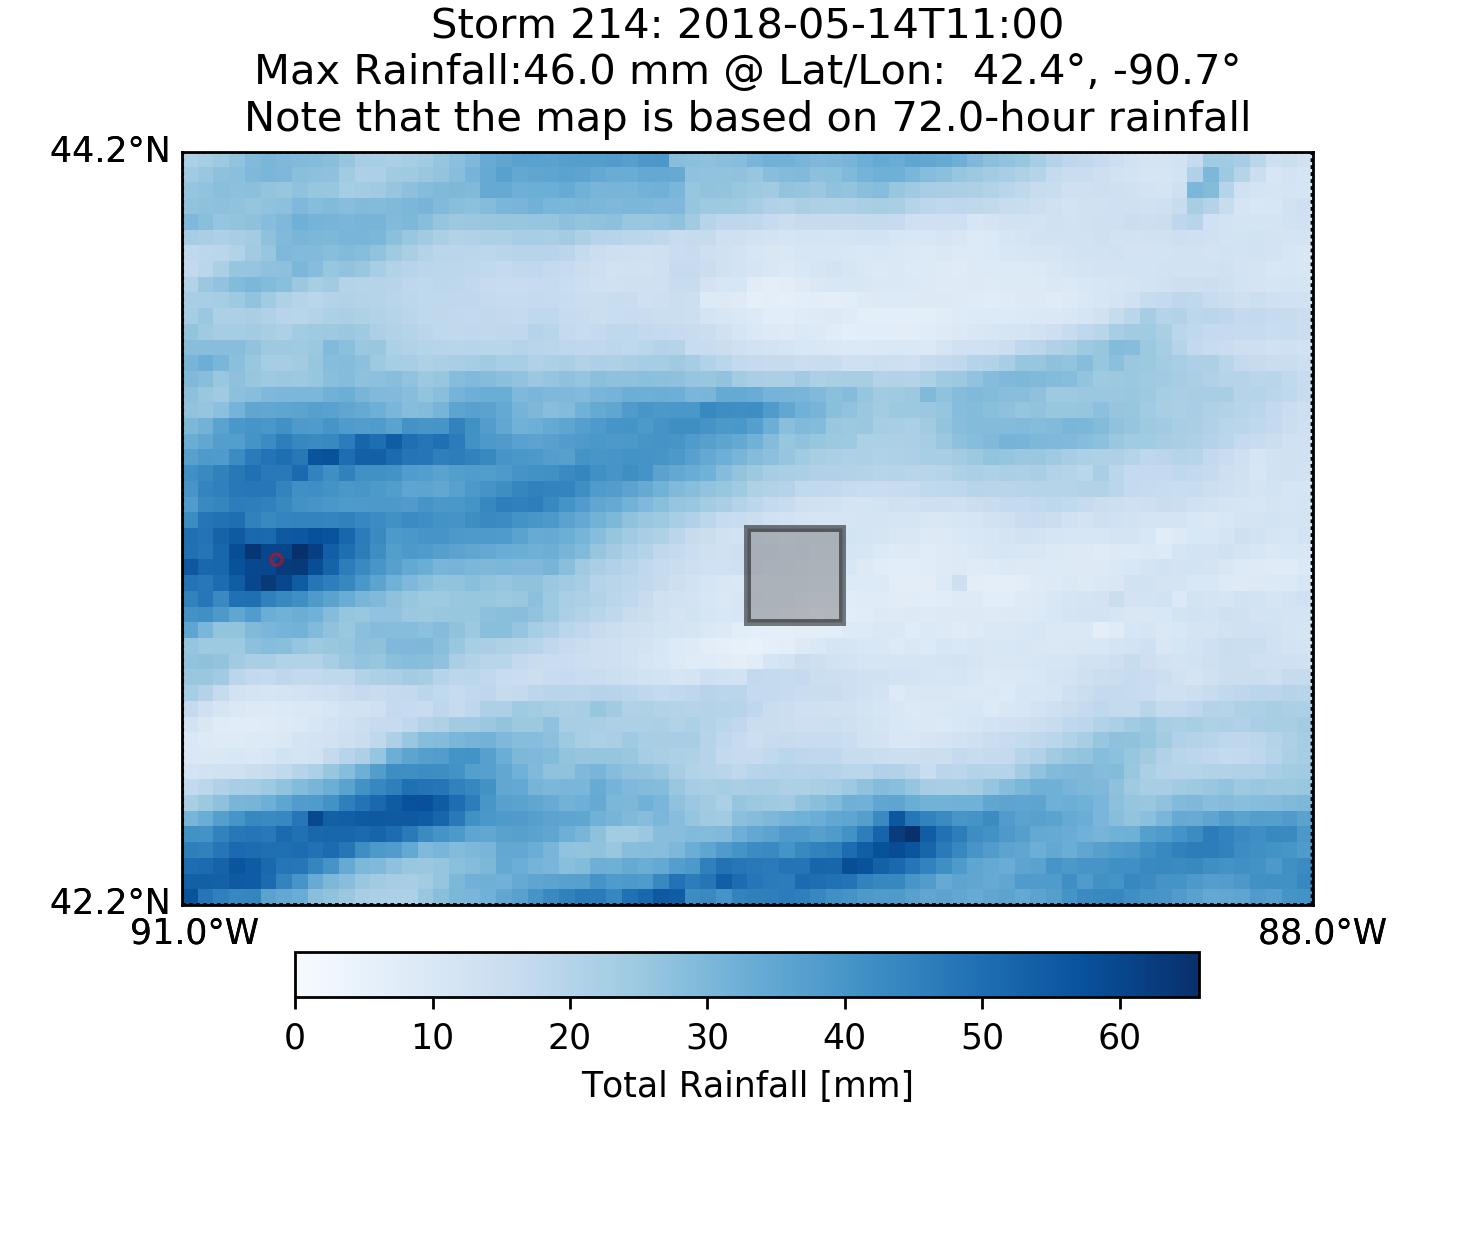 Storm 214: 2018-05-14T11:00
Max Rainfall:46.0 mm @ Lat/Lon:  42.4°, -90.7°
Note that the map is based on 72.0-hour rainfall
44.2°N
42.2°N
91.0°W 88.0°W
0 10 20 30 40 50 60
Total Rainfall [mm]